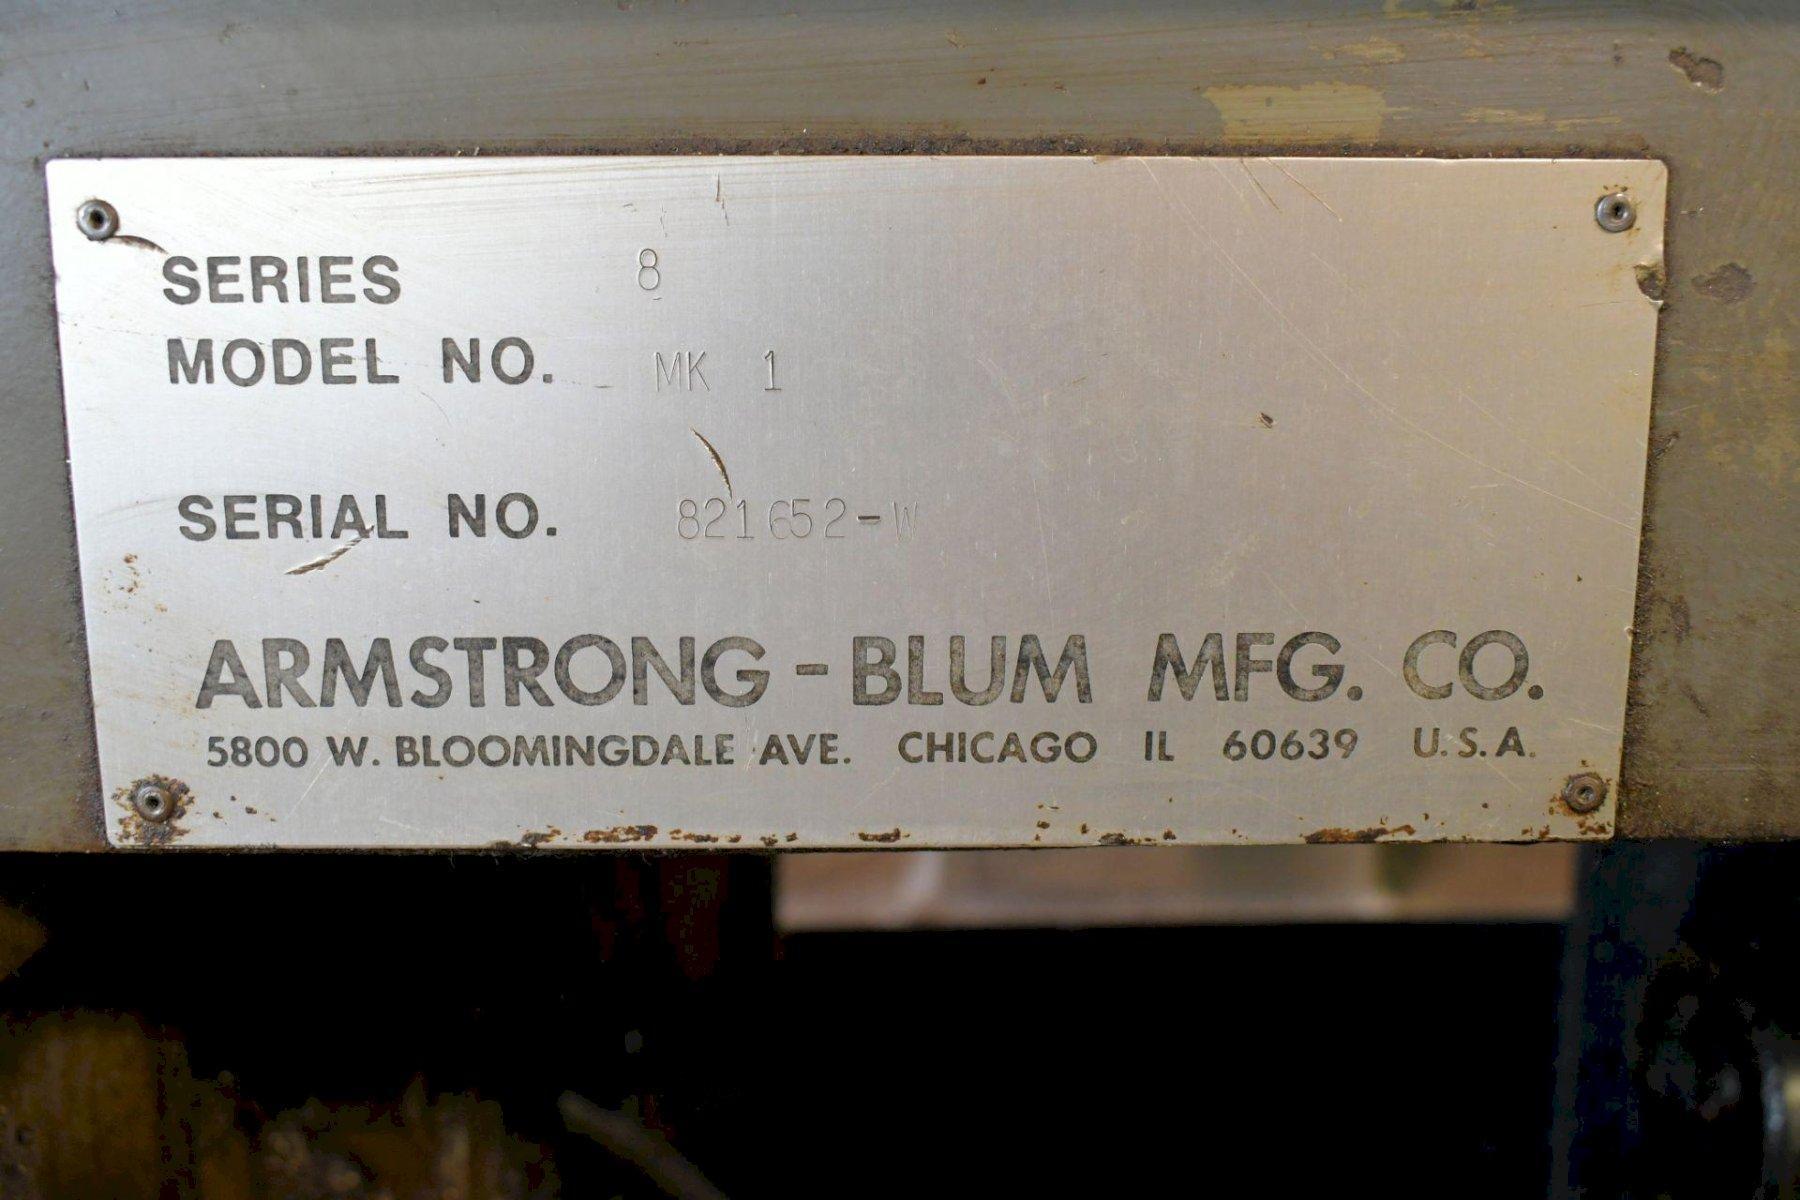 SERIES 8
MODEL NO. MK 1
SERIAL NO. 821652-W
ARMSTRONG-BLUM MFG. CO.
5800 W. BLOOMINGDALE AVE. CHICAGO IL 60639 U.S.A.